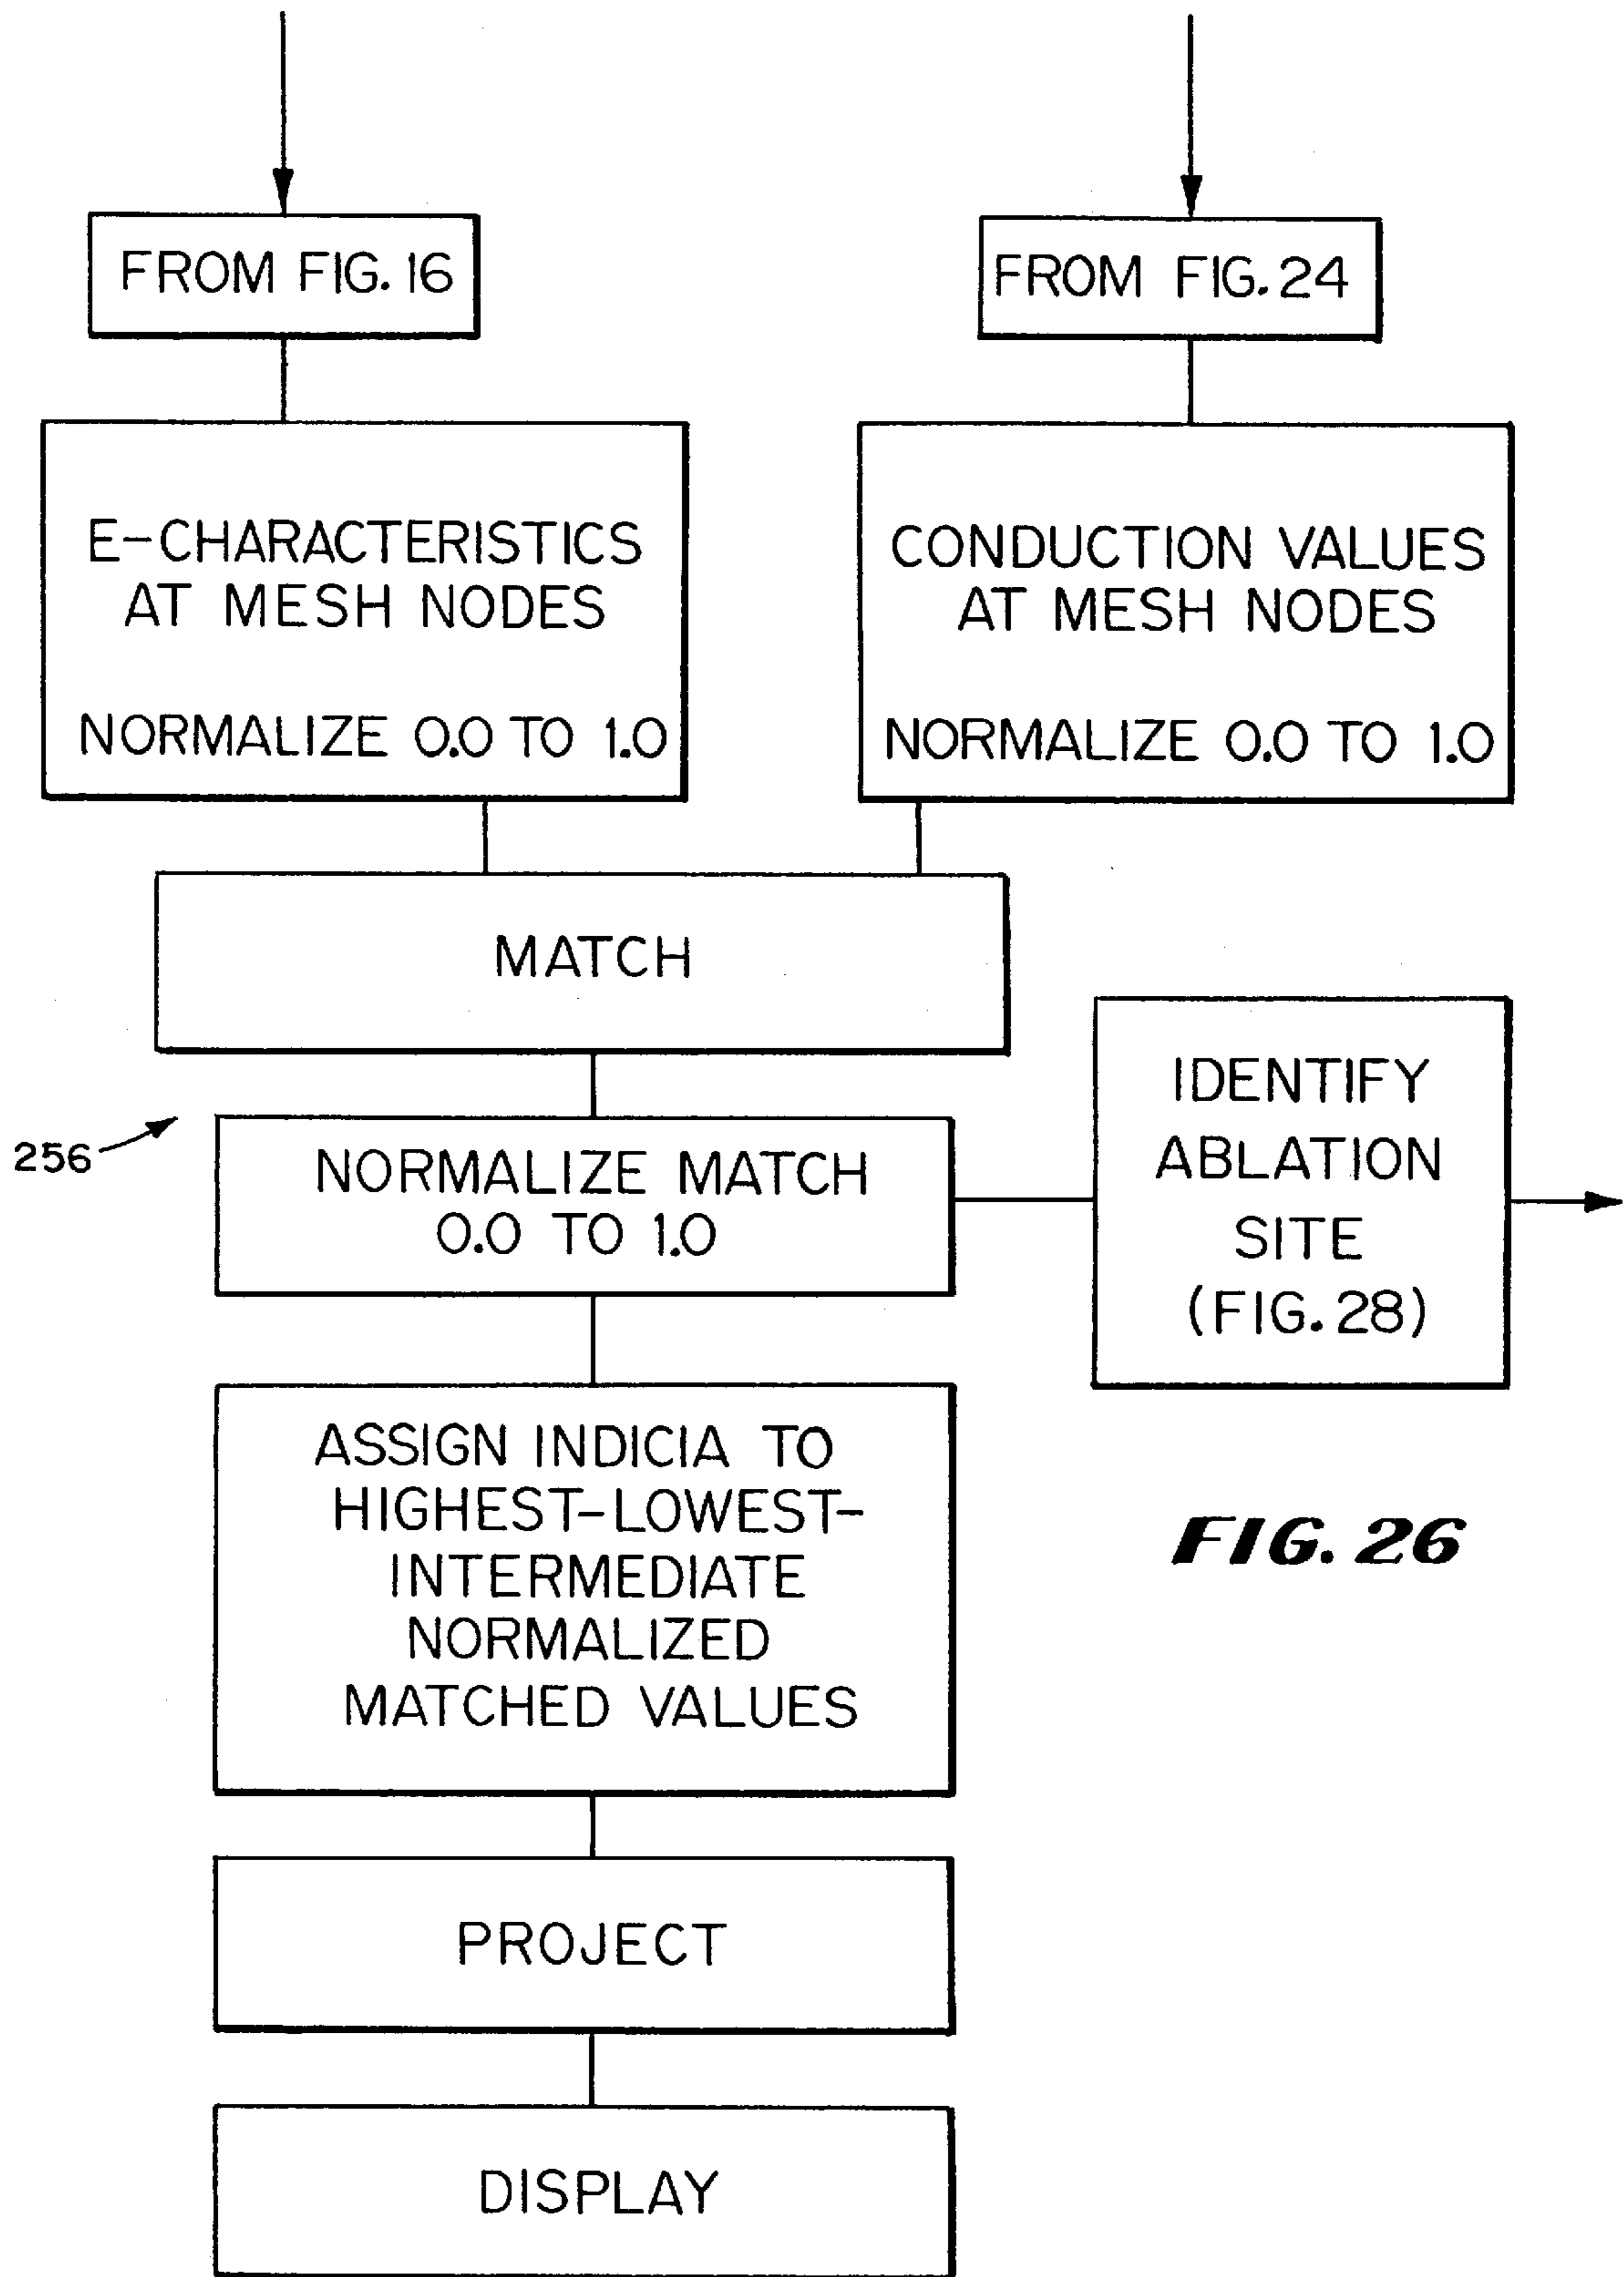 FROM FIG. 16
FROM FIG. 24
E-CHARACTERISTICS
AT MESH NODES
NORMALIZE 0.0 TO 1.0
CONDUCTION VALUES
AT MESH NODES
NORMALIZE 0.0 TO 1.0
MATCH
256
NORMALIZE MATCH
0.0 TO 1.0
IDENTIFY
ABLATION
SITE
(FIG. 28)
ASSIGN INDICIA TO
HIGHEST-LOWEST-
INTERMEDIATE
NORMALIZED
MATCHED VALUES
FIG. 26
PROJECT
DISPLAY